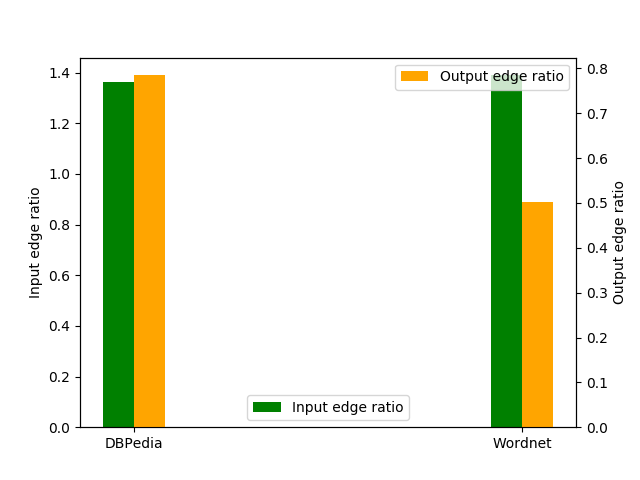 Output edge ratio
1.4
1.2
1.0
0.8
0.6
0.4
0.2
0.0
Input edge ratio
0.8
0.7
0.6
0.5
0.4
0.3
0.2
0.1
0.0
Output edge ratio
Input edge ratio
DBPedia
Wordnet